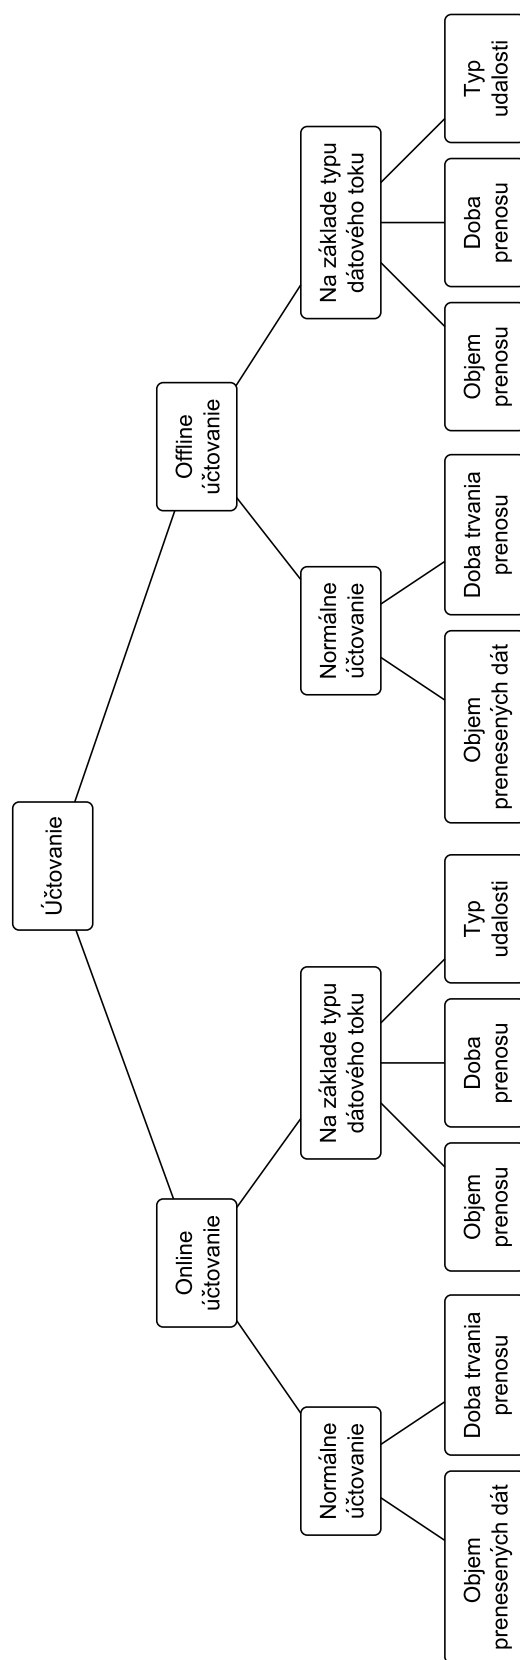 Účtovanie
Online
účtovanie
Offline
účtovanie
Normálne
účtovanie
Na základe typu
dátového toku
Normálne
účtovanie
Na základe typu
dátového toku
Objem
prenesených dát
Doba trvania
prenosu
Objem
prenosu
Doba
prenosu
Typ
udalosti
Objem
prenesených dát
Doba trvania
prenosu
Objem
prenosu
Doba
prenosu
Typ
udalosti